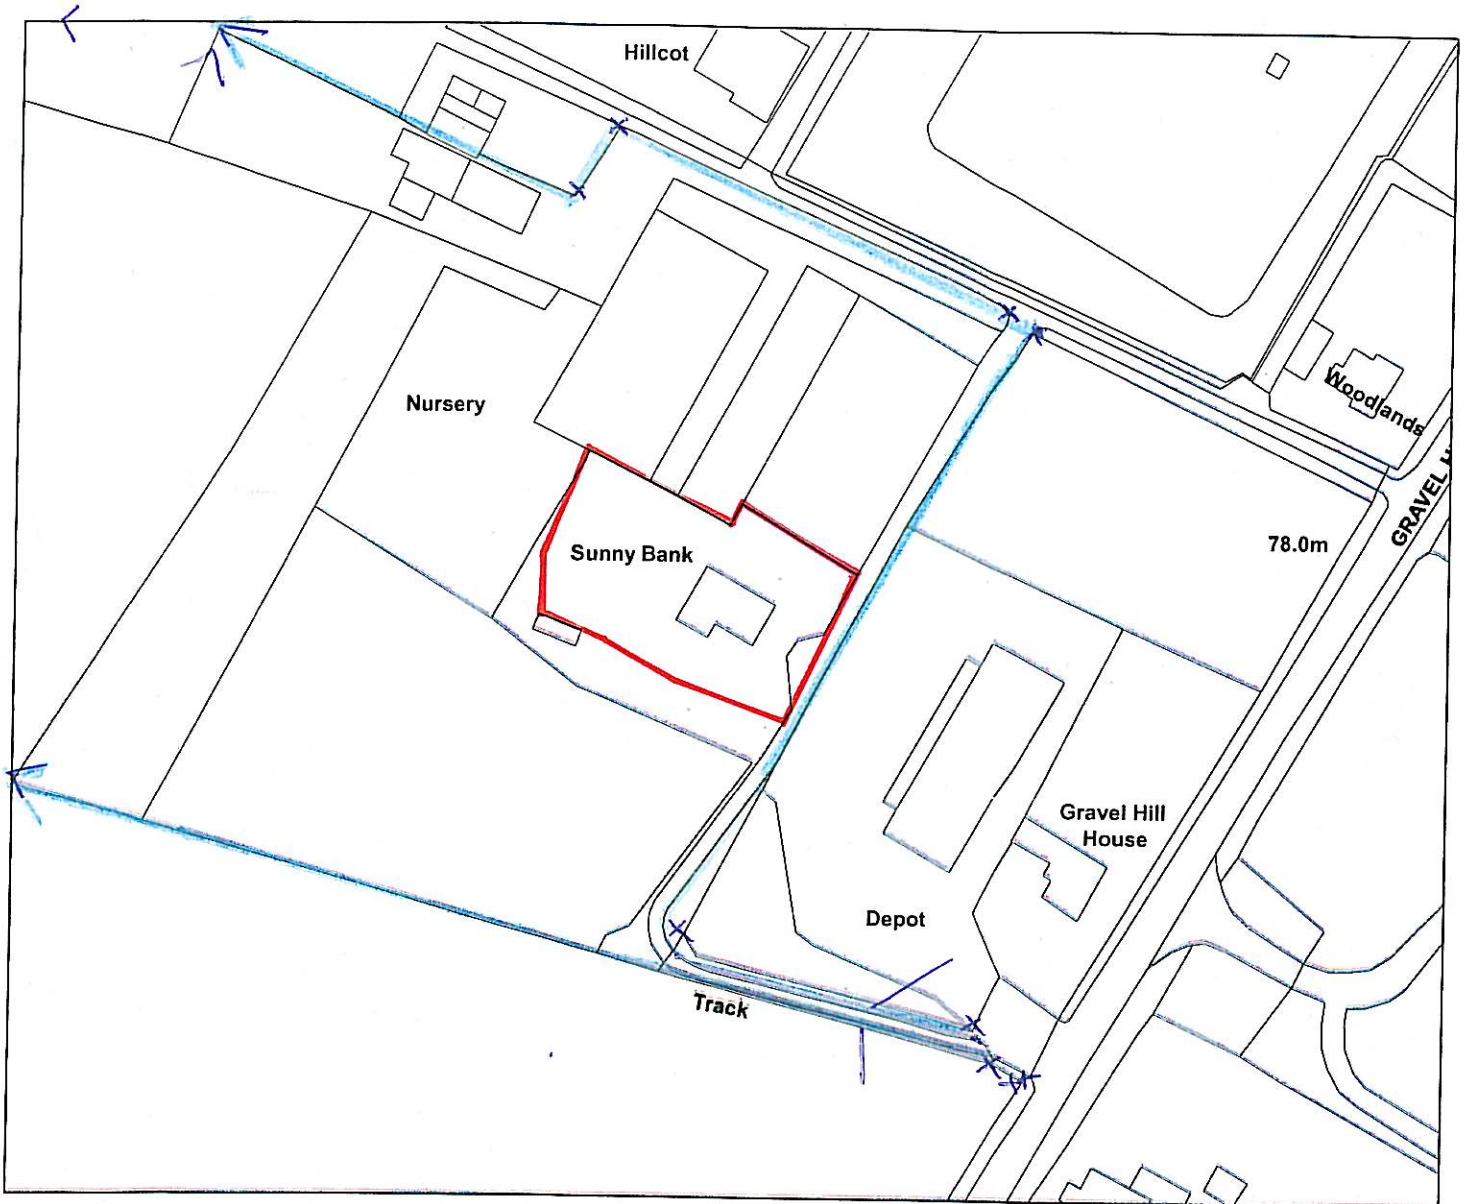 Hillcot
Woodlands
Nursery
GRAVEL H
78.0m
Sunny Bank
Gravel Hill
House
Depot
Track